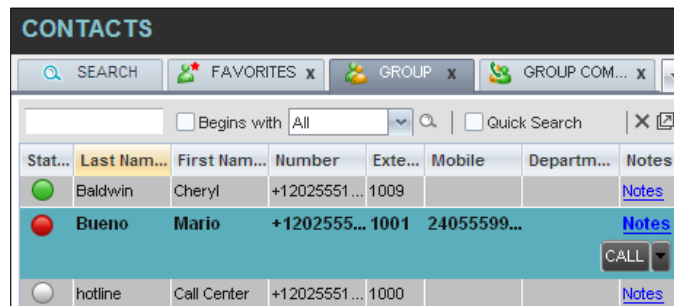 CONTACTS
SEARCH FAVORITES x GROUP x GROUP COM... x
Begins with All Quick Search
Stat... Last Nam... First Nam... Number Exte... Mobile Departm... Notes
Baldwin Cheryl +12025551... 1009 Notes
Bueno Mario +1202555... 1001 24055599... Notes
CALL
hotline Call Center +12025551... 1000 Notes